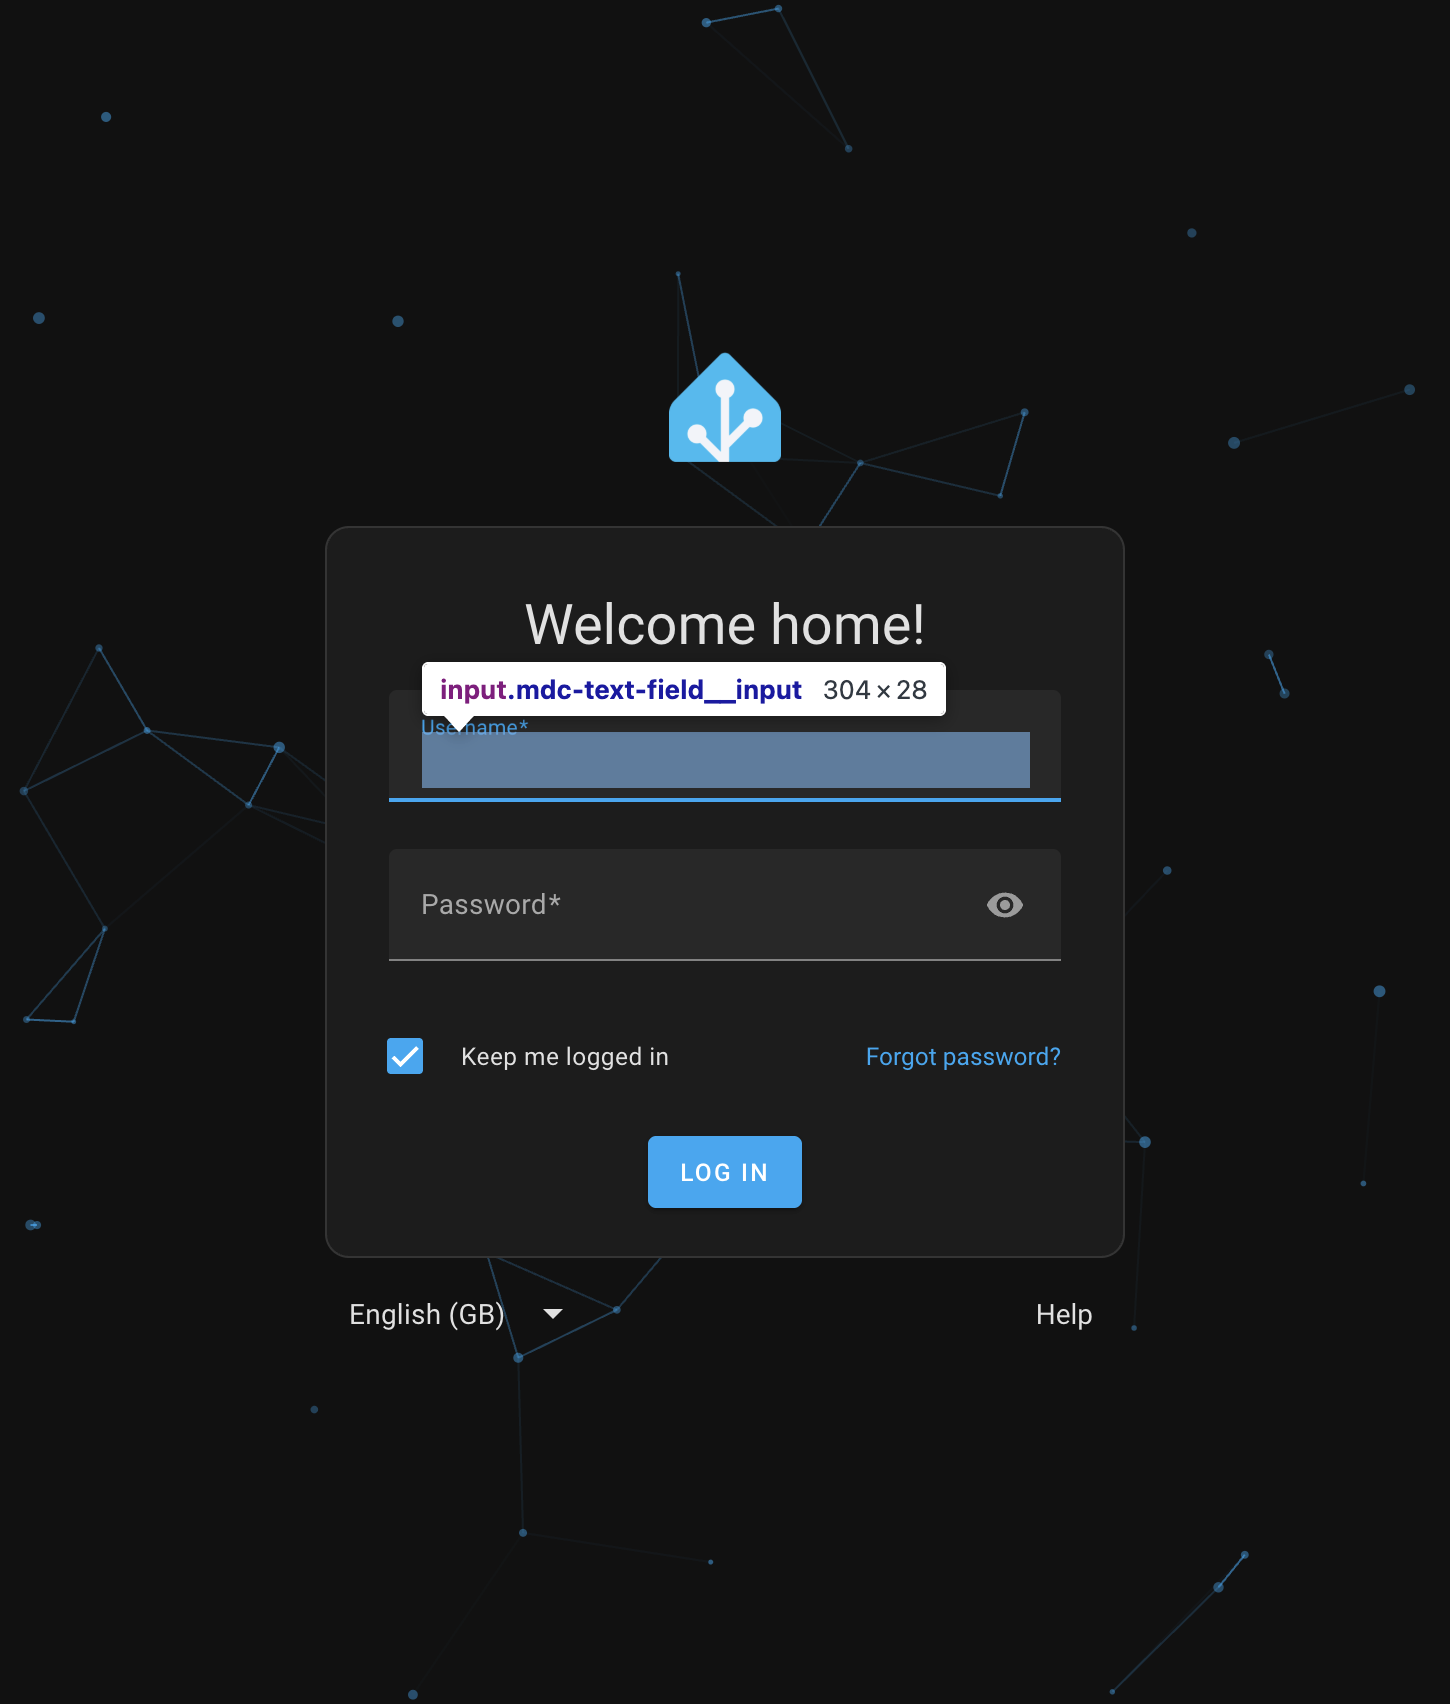 Welcome home!
input.mdc-text-field__input 304 × 28
Username*
Password*
Keep me logged in Forgot password?
LOG IN
English (GB) Help